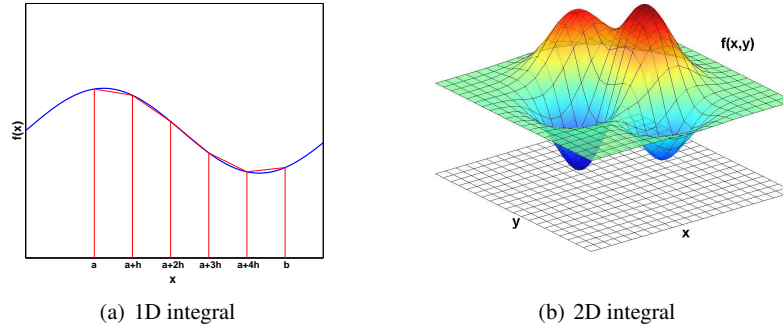 f(x)
a a+h a+2h a+3h a+4h b
x
(a) 1D integral
f(x,y)
y
x
(b) 2D integral